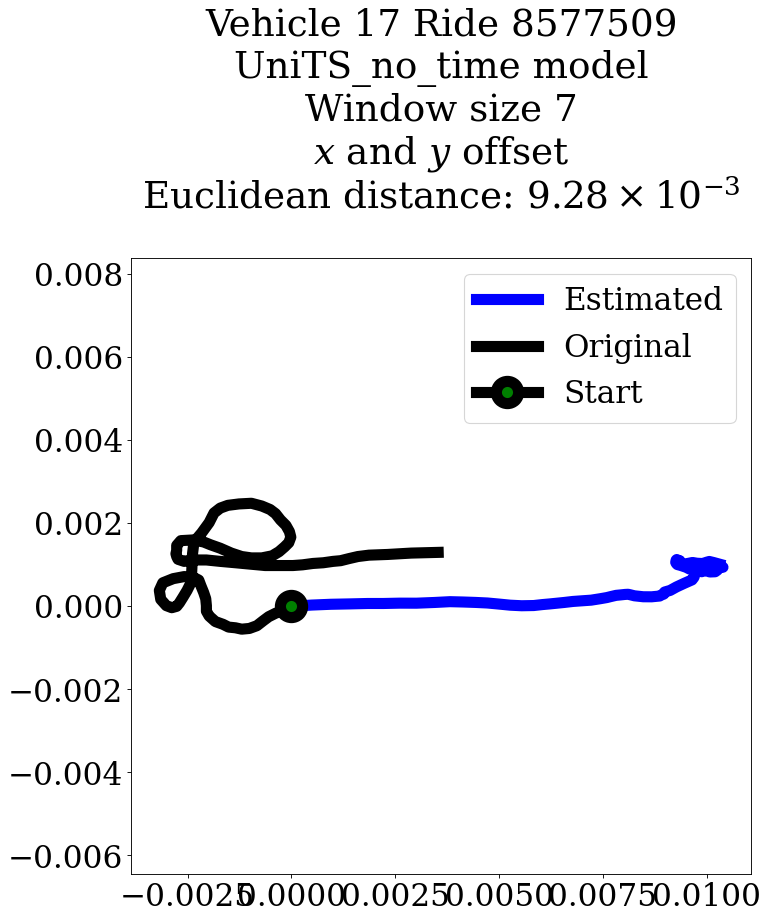 Vehicle 17 Ride 8577509
UniTS_no_time model
Window size 7
x and y offset
Euclidean distance: 9.28 × 10⁻³
Estimated
Original
Start
0.008
0.006
0.004
0.002
0.000
−0.002
−0.004
−0.006
−0.0025 0.0000 0.0025 0.0050 0.0075 0.0100